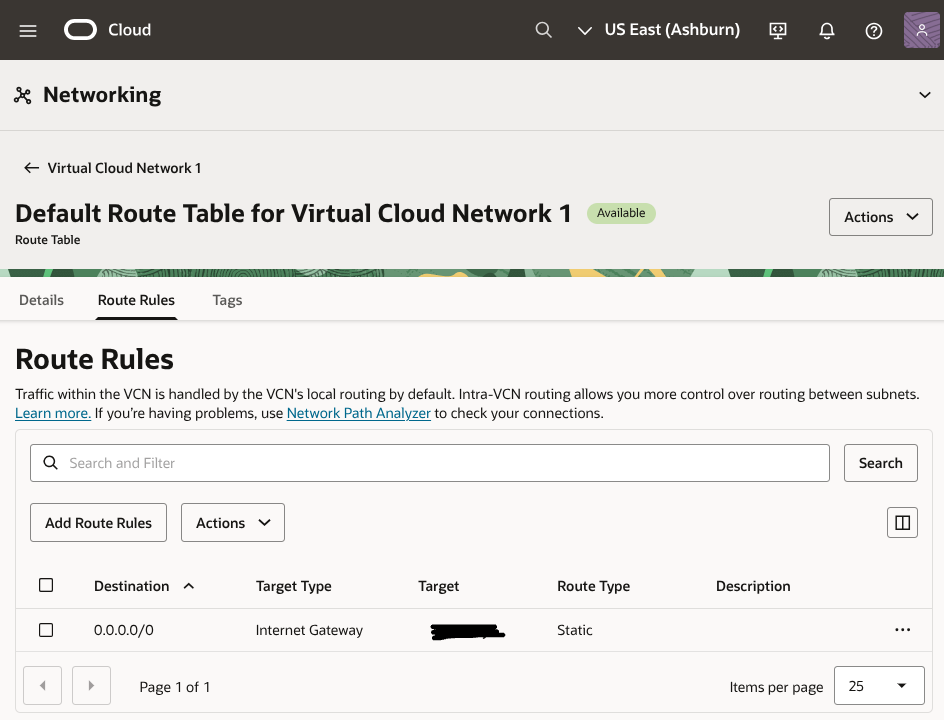 Cloud
US East (Ashburn)
Networking
Virtual Cloud Network 1
Default Route Table for Virtual Cloud Network 1 Available
Actions
Route Table
Details Route Rules Tags
Route Rules
Traffic within the VCN is handled by the VCN's local routing by default. Intra-VCN routing allows you more control over routing between subnets.
Learn more. If you're having problems, use Network Path Analyzer to check your connections.
Search and Filter Search
Add Route Rules Actions
Destination Target Type Target Route Type Description
0.0.0.0/0 Internet Gateway Static
Page 1 of 1 Items per page 25